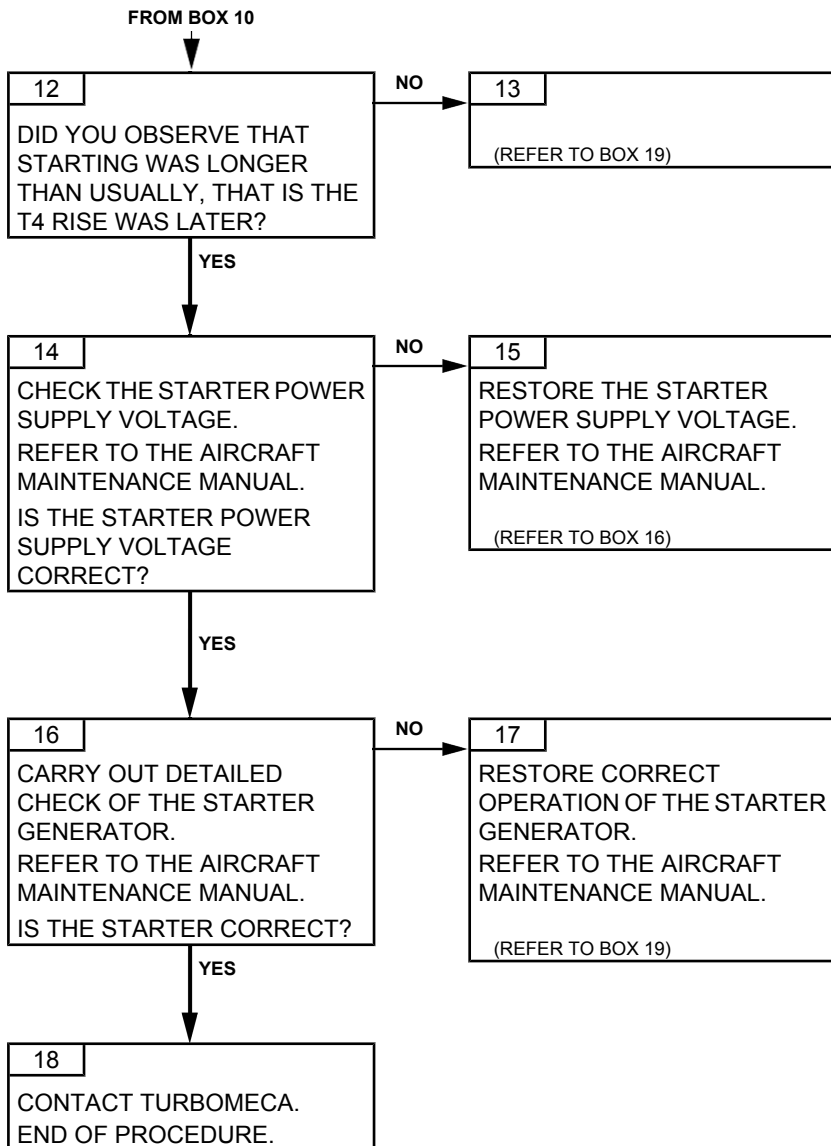 FROM BOX 10
12
DID YOU OBSERVE THAT
STARTING WAS LONGER
THAN USUALLY, THAT IS THE
T4 RISE WAS LATER?
NO
13
(REFER TO BOX 19)
YES
14
CHECK THE STARTER POWER
SUPPLY VOLTAGE.
REFER TO THE AIRCRAFT
MAINTENANCE MANUAL.
IS THE STARTER POWER
SUPPLY VOLTAGE
CORRECT?
NO
15
RESTORE THE STARTER
POWER SUPPLY VOLTAGE.
REFER TO THE AIRCRAFT
MAINTENANCE MANUAL.
(REFER TO BOX 16)
YES
16
CARRY OUT DETAILED
CHECK OF THE STARTER
GENERATOR.
REFER TO THE AIRCRAFT
MAINTENANCE MANUAL.
IS THE STARTER CORRECT?
NO
17
RESTORE CORRECT
OPERATION OF THE STARTER
GENERATOR.
REFER TO THE AIRCRAFT
MAINTENANCE MANUAL.
(REFER TO BOX 19)
YES
18
CONTACT TURBOMECA.
END OF PROCEDURE.